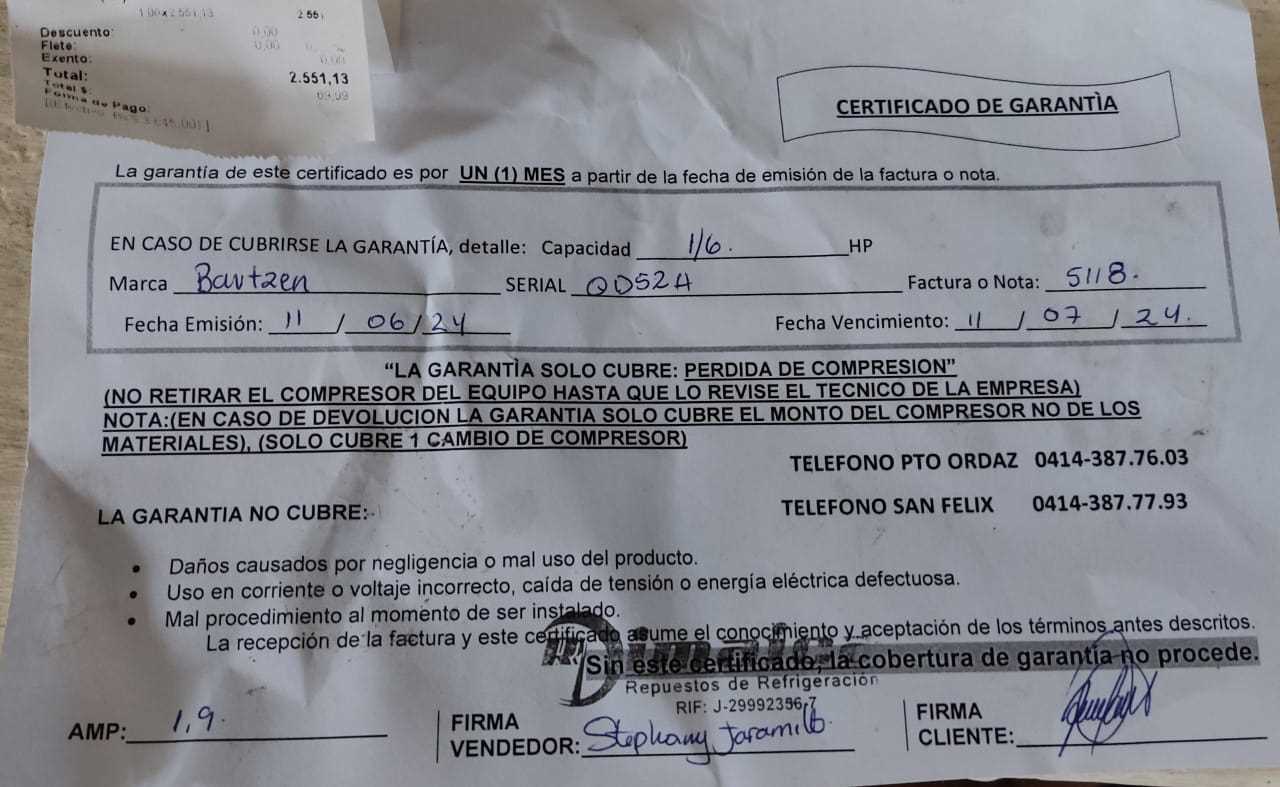 1.00x2.551,13 2.551
Descuento: 0,00
Flete: 0,00
Exento: 0,00
Total: 2.551,13
Total $: 69,99
Forma de Pago:
CERTIFICADO DE GARANTÌA
La garantía de este certificado es por UN (1) MES a partir de la fecha de emisión de la factura o nota.
EN CASO DE CUBRIRSE LA GARANTÍA, detalle: Capacidad 1/6. HP
Marca Bautzen SERIAL QD52H Factura o Nota: 5118.
Fecha Emisión: 11 / 06 / 24 Fecha Vencimiento: 11 / 07 / 24.
“LA GARANTÌA SOLO CUBRE: PERDIDA DE COMPRESION”
(NO RETIRAR EL COMPRESOR DEL EQUIPO HASTA QUE LO REVISE EL TECNICO DE LA EMPRESA)
NOTA:(EN CASO DE DEVOLUCION LA GARANTIA SOLO CUBRE EL MONTO DEL COMPRESOR NO DE LOS
MATERIALES), (SOLO CUBRE 1 CAMBIO DE COMPRESOR)
TELEFONO PTO ORDAZ 0414-387.76.03
TELEFONO SAN FELIX 0414-387.77.93
LA GARANTIA NO CUBRE:
• Daños causados por negligencia o mal uso del producto.
• Uso en corriente o voltaje incorrecto, caída de tensión o energía eléctrica defectuosa.
• Mal procedimiento al momento de ser instalado.
La recepción de la factura y este certificado asume el conocimiento y aceptación de los términos antes descritos.
Sin este certificado, la cobertura de garantía no procede.
Repuestos de Refrigeración
RIF: J-29992356-7
AMP: 1,9.
FIRMA
VENDEDOR: Stephany Jaramillo
FIRMA
CLIENTE: